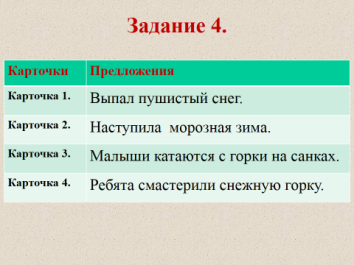 Задание 4.
Карточки Предложения
Карточка 1. Выпал пушистый снег.
Карточка 2. Наступила морозная зима.
Карточка 3. Малыши катаются с горки на санках.
Карточка 4. Ребята смастерили снежную горку.